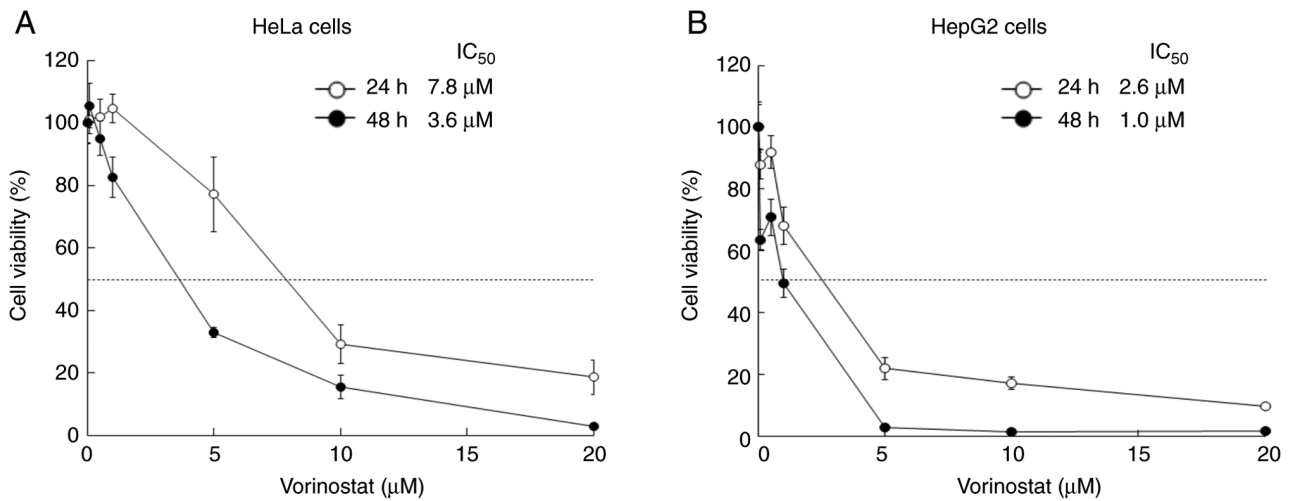 A
HeLa cells
IC50
24 h 7.8 μM
48 h 3.6 μM
120
100
80
60
40
20
0
Cell viability (%)
0 5 10 15 20
Vorinostat (μM)
B
HepG2 cells
IC50
24 h 2.6 μM
48 h 1.0 μM
120
100
80
60
40
20
0
Cell viability (%)
0 5 10 15 20
Vorinostat (μM)